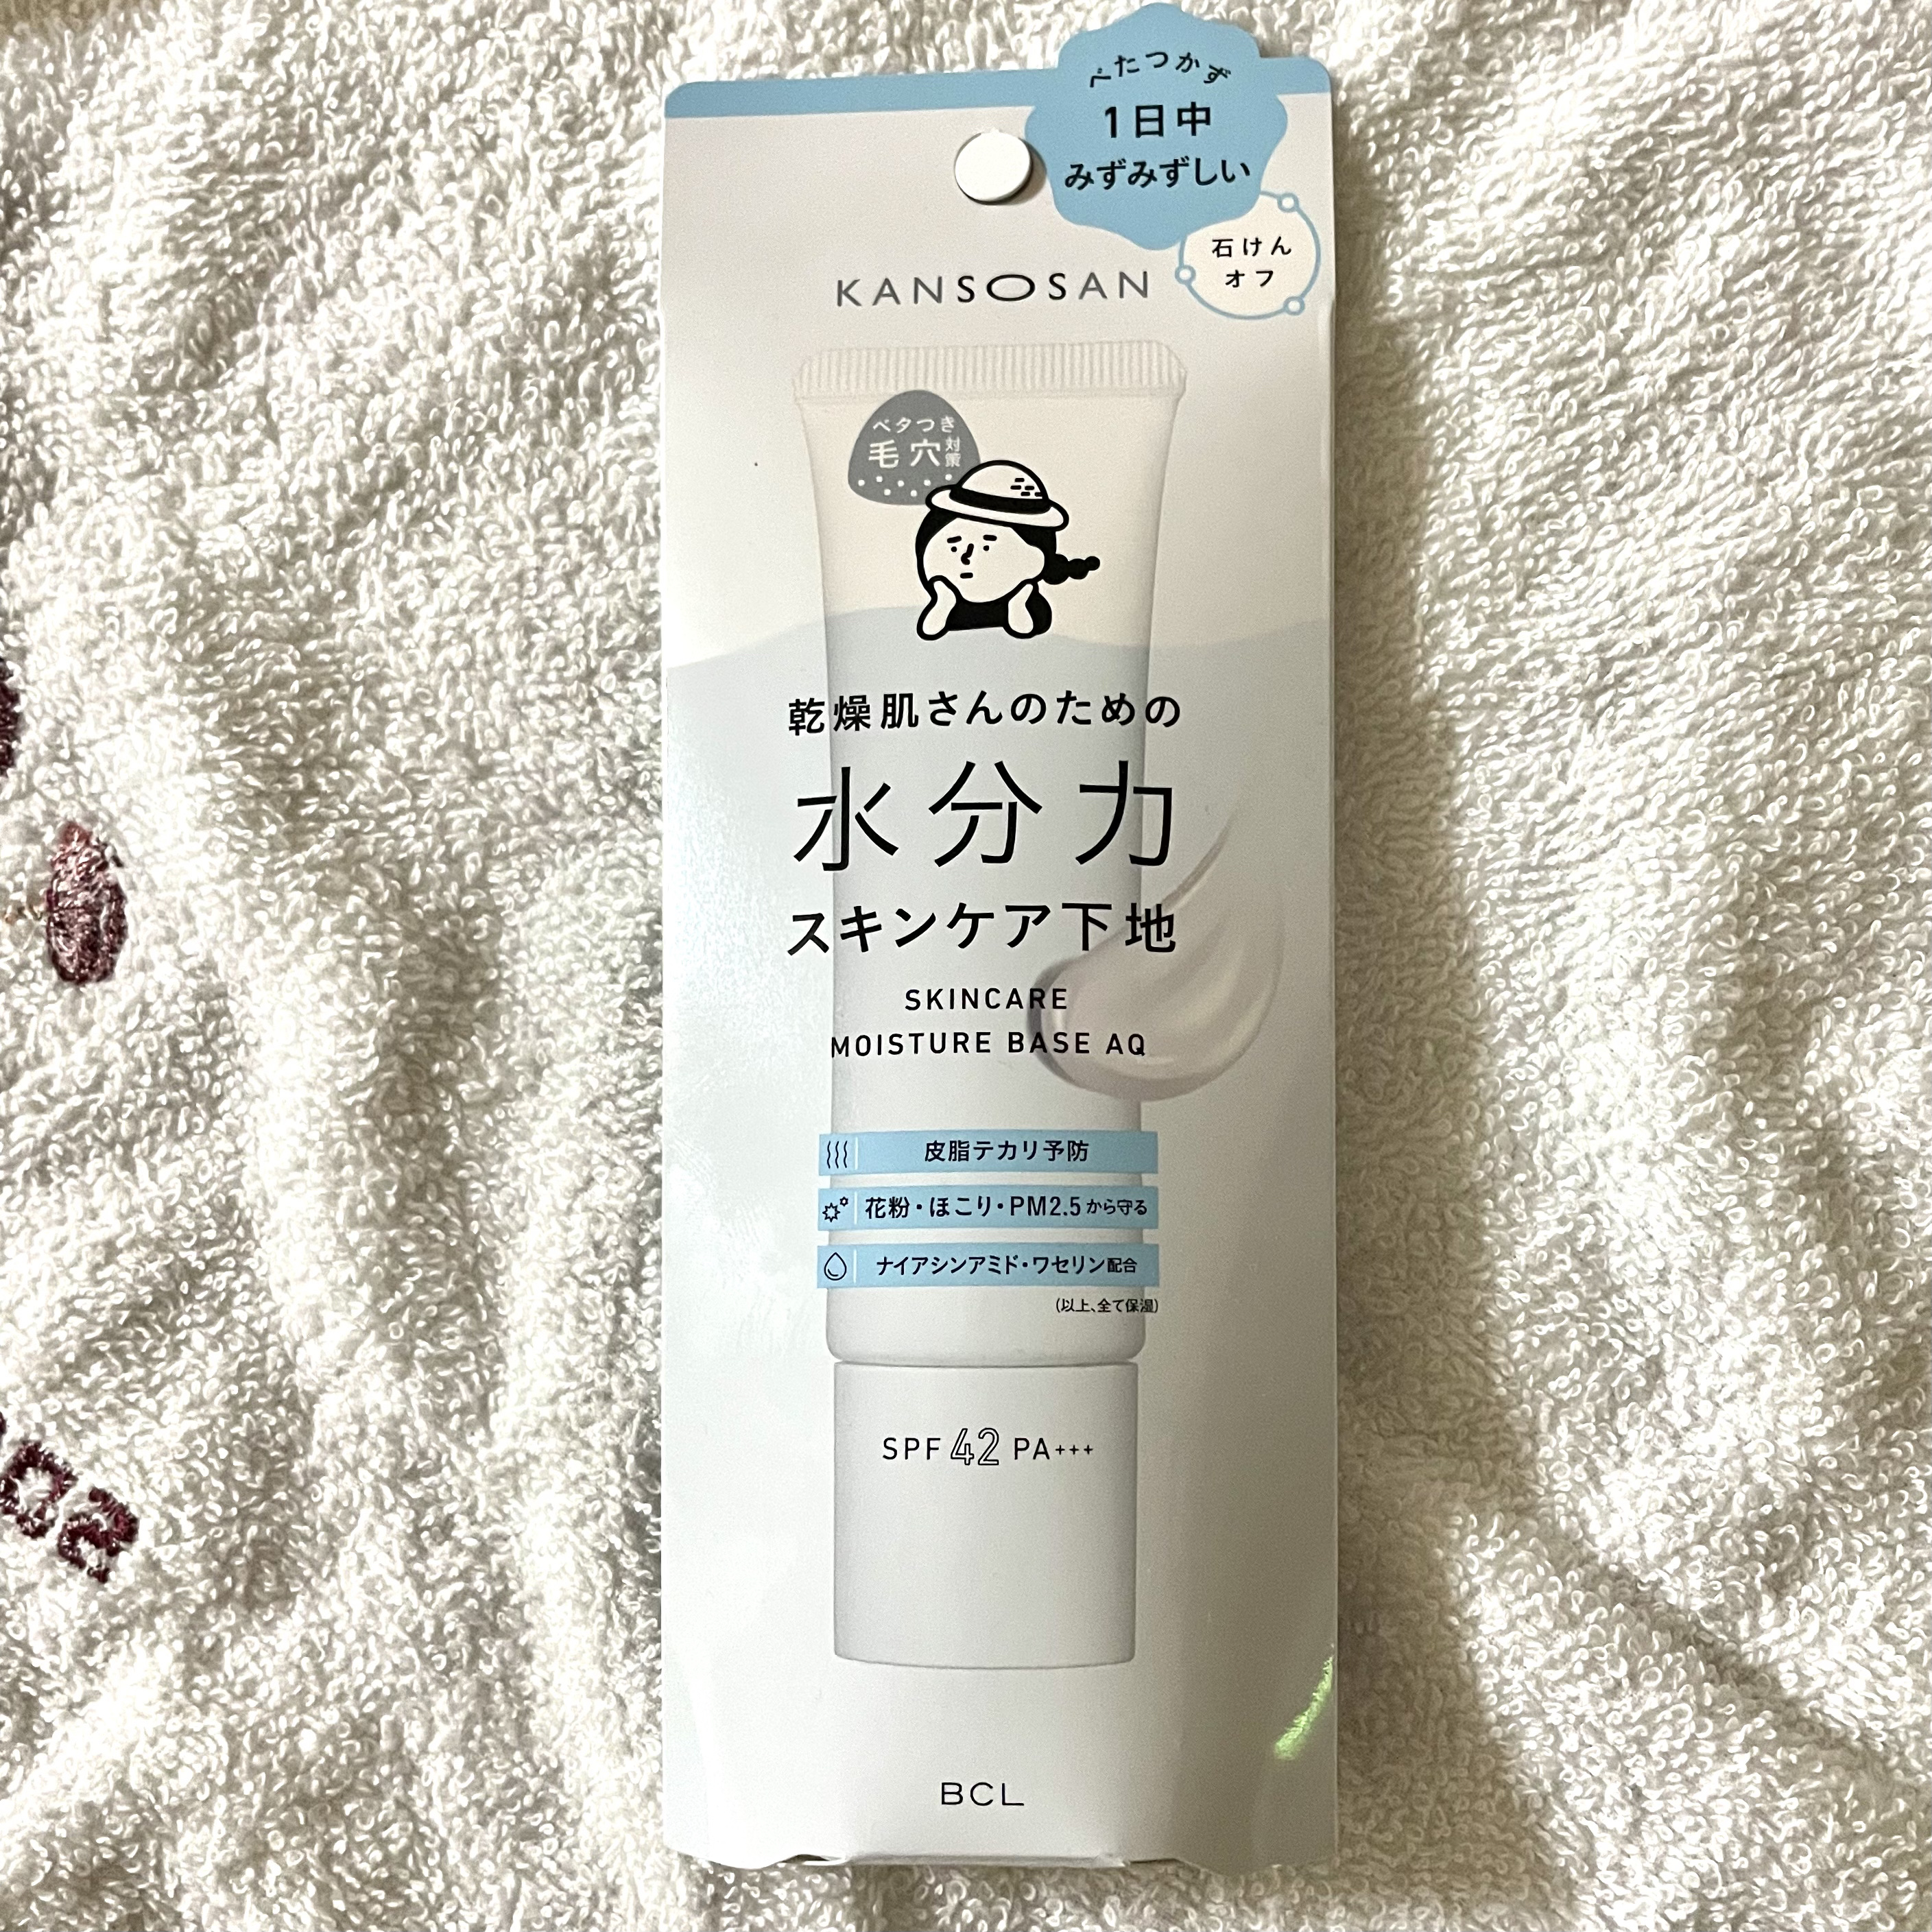 べたつかず
1日中
みずみずしい
石けん
オフ
KANSOSAN
ベタつき
毛穴対策
乾燥肌さんのための
水分力
スキンケア下地
SKINCARE
MOISTURE BASE AQ
皮脂テカリ予防
花粉・ほこり・PM2.5から守る
ナイアシンアミド・ワセリン配合
(以上、全て保湿)
SPF 42 PA+++
BCL